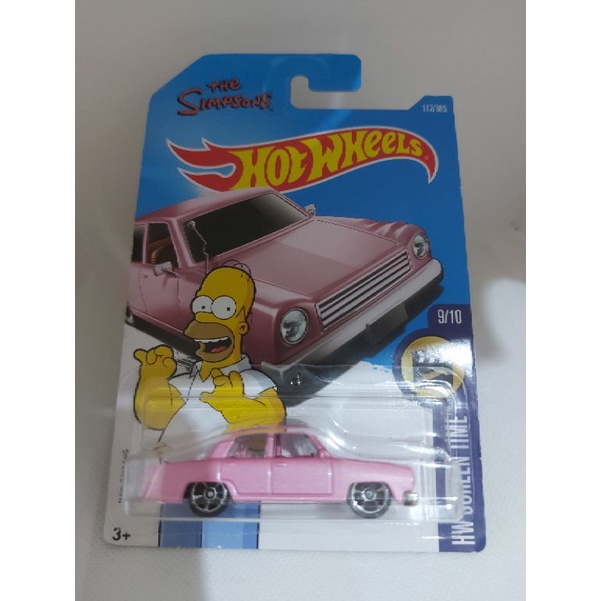 THE
SIMPSONS
112/365
HOT WHEELS
9/10
HW SCREEN TIME
3+